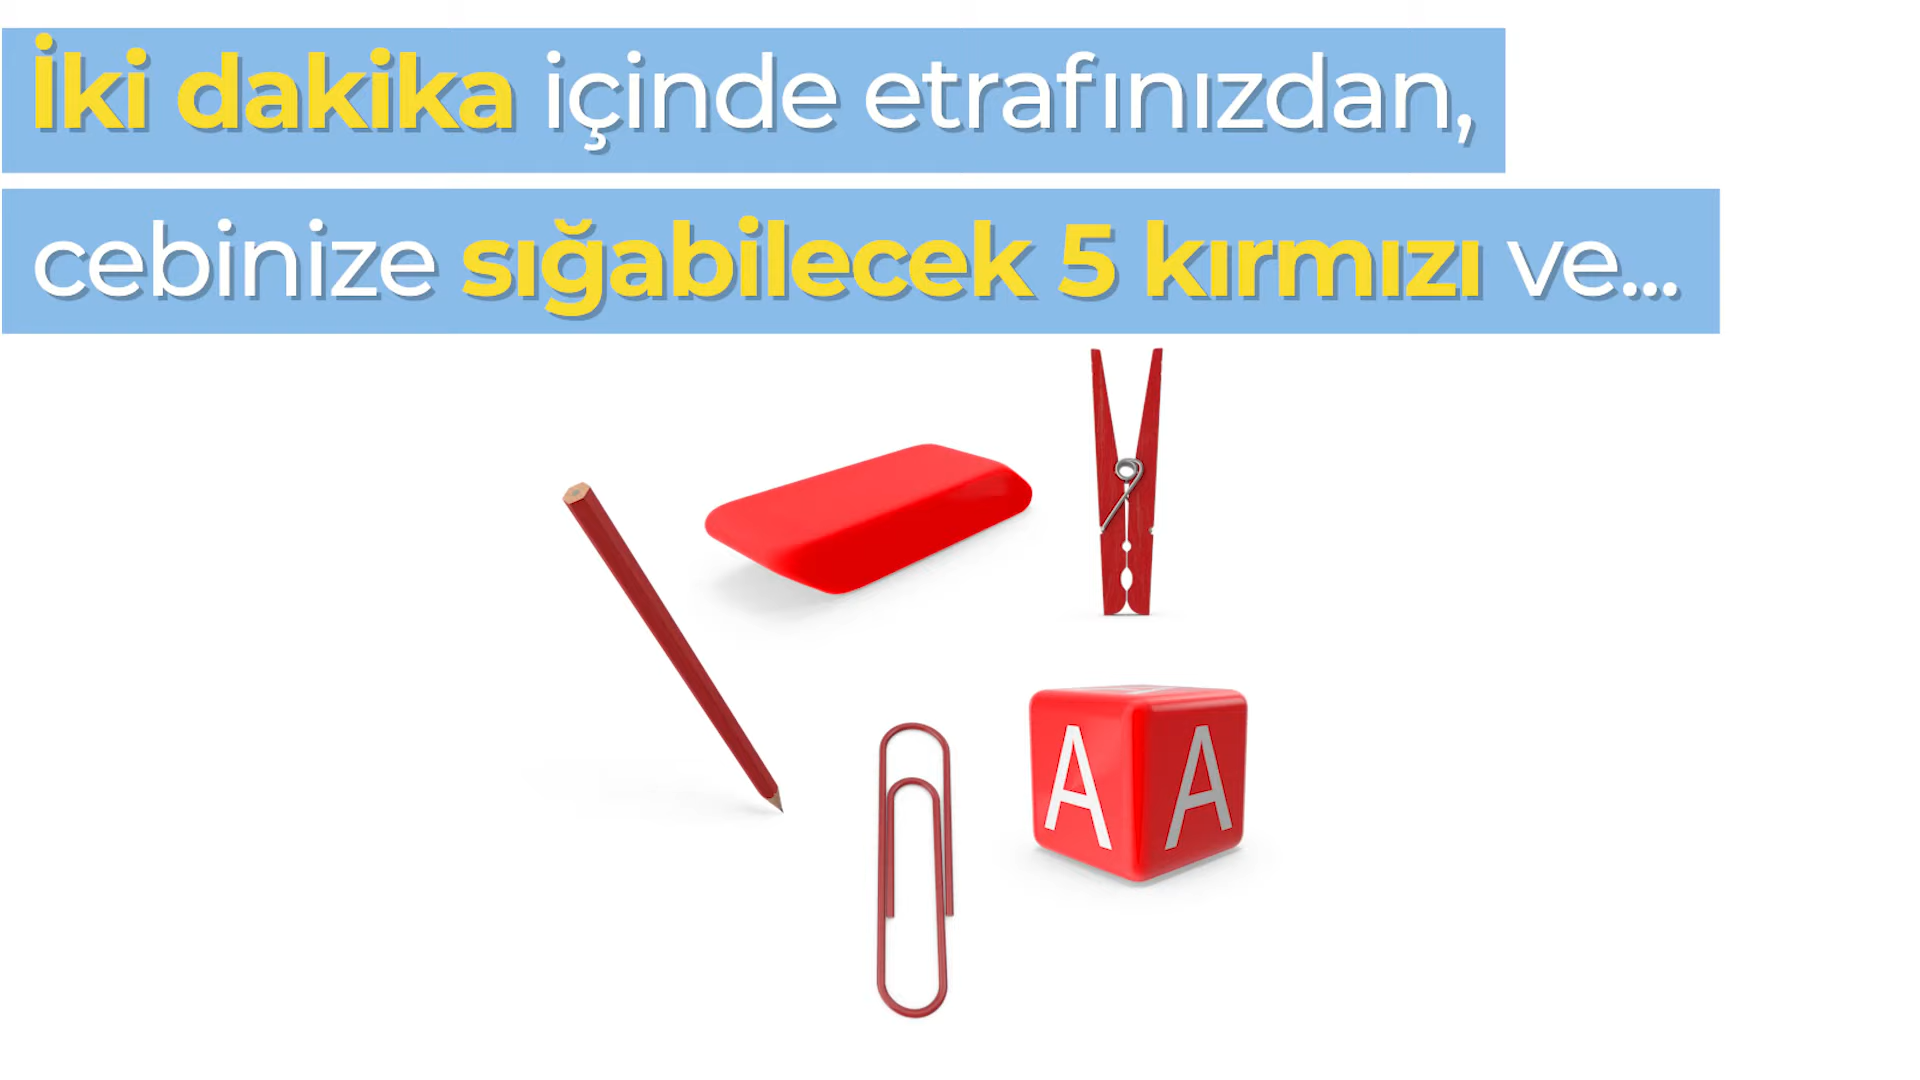 İki dakika içinde etrafınızdan,
cebinize sığabilecek 5 kırmızı ve...
A A